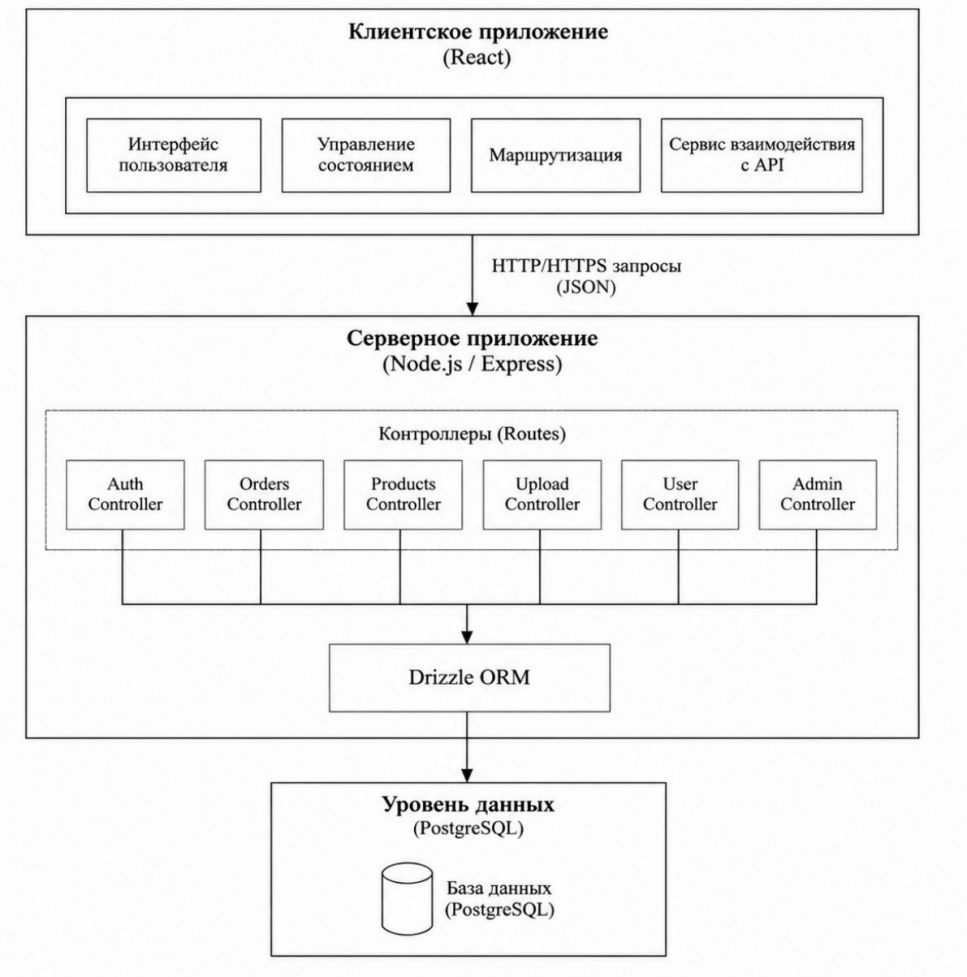 Клиентское приложение
(React)
Интерфейс
пользователя
Управление
состоянием
Маршрутизация
Сервис взаимодействия
с API
HTTP/HTTPS запросы
(JSON)
Серверное приложение
(Node.js / Express)
Контроллеры (Routes)
Auth
Controller
Orders
Controller
Products
Controller
Upload
Controller
User
Controller
Admin
Controller
Drizzle ORM
Уровень данных
(PostgreSQL)
База данных
(PostgreSQL)